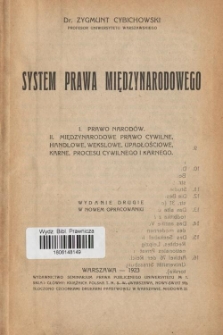 Dr. ZYGMUNT CYBICHOWSKI
PROFESOR UNIWERSYTETU WARSZAWSKIEGO
SYSTEM PRAWA MIĘDZYNARODOWEGO
I. PRAWO NARODÓW.
II. MIĘDZYNARODOWE PRAWO CYWILNE,
HANDLOWE, WEKSLOWE, UPADŁOŚCIOWE,
KARNE, PROCESU CYWILNEGO I KARNEGO.
WYDANIE DRUGIE
W NOWEM OPRACOWANIU
Wydz. Bibl. Prawnicza
1806148149
WARSZAWA — 1923